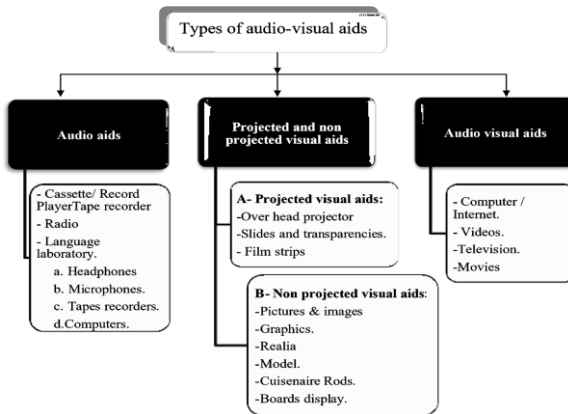 Types of audio-visual aids
Audio aids
- Cassette/ Record
PlayerTape recorder
- Radio
- Language
laboratory.
a. Headphones
b. Microphones.
c. Tapes recorders.
d.Computers.
Projected and non
projected visual aids
A- Projected visual aids:
-Over head projector
-Slides and transparencies.
- Film strips
B- Non projected visual aids:
-Pictures & images
-Graphics.
-Realia
-Model.
-Cuisenaire Rods.
-Boards display.
Audio visual aids
- Computer /
Internet.
- Videos.
- Television.
- Movies